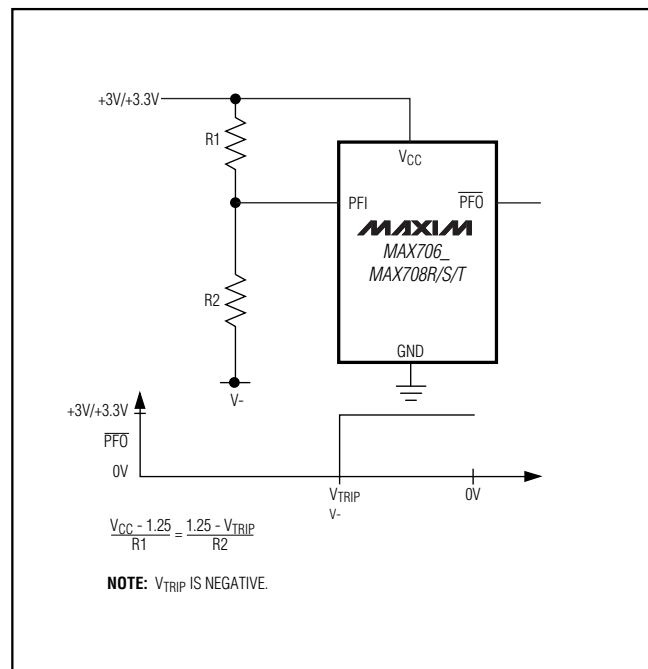 +3V/+3.3V
R1
VCC
PFI
PFO
MAXIM
MAX706_
MAX708R/S/T
R2
GND
V-
+3V/+3.3V
PFO
0V
VTRIP
0V
V-
VCC - 1.25
R1
=
1.25 - VTRIP
R2
NOTE: VTRIP IS NEGATIVE.